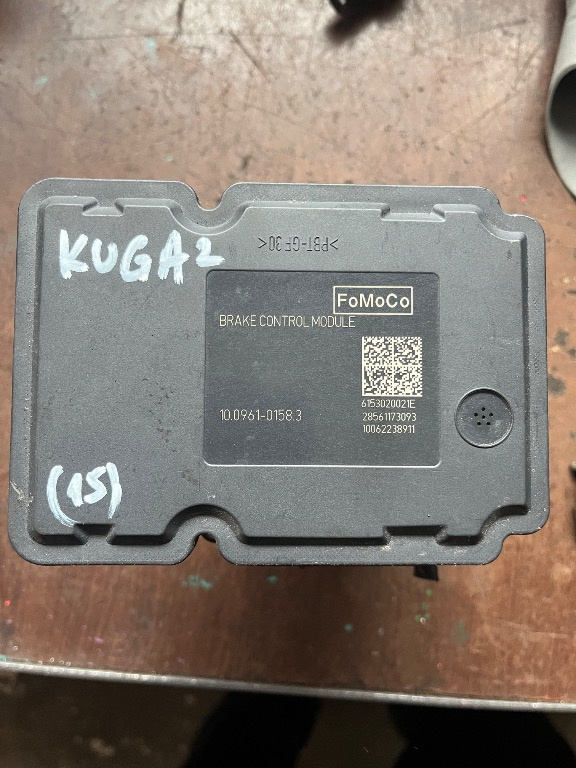 KUGA2
>PBT-GF30<
FoMoCo
BRAKE CONTROL MODULE
6153020021E
10.0961-0158.3
28561173093
10062238911
(15)